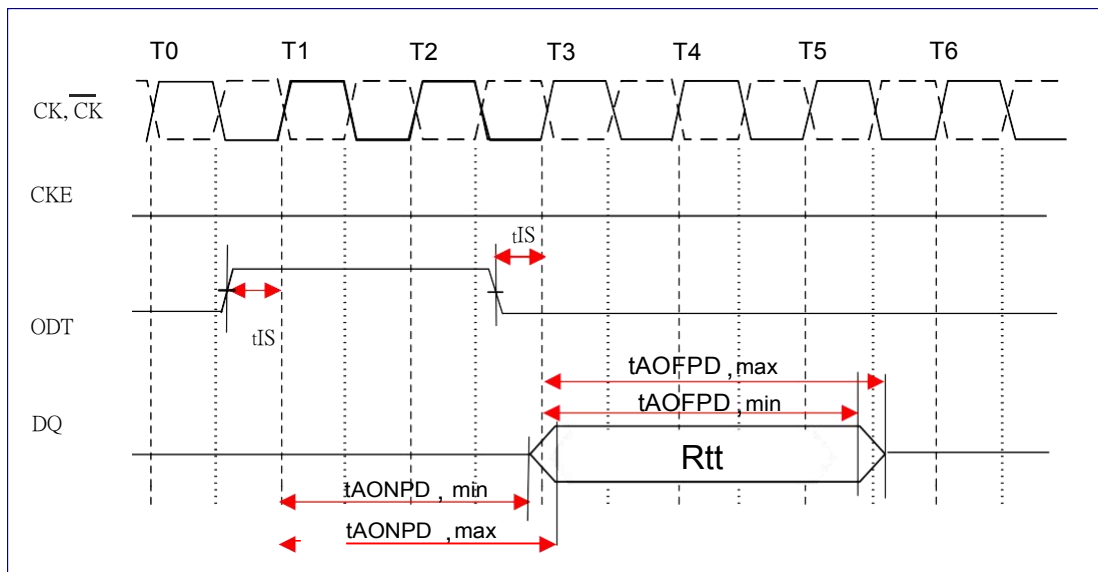 T0 T1 T2 T3 T4 T5 T6
CK, C̅K̅
CKE
tIS
ODT
tIS
tAOFPD , max
tAOFPD , min
DQ
Rtt
tAONPD , min
tAONPD , max